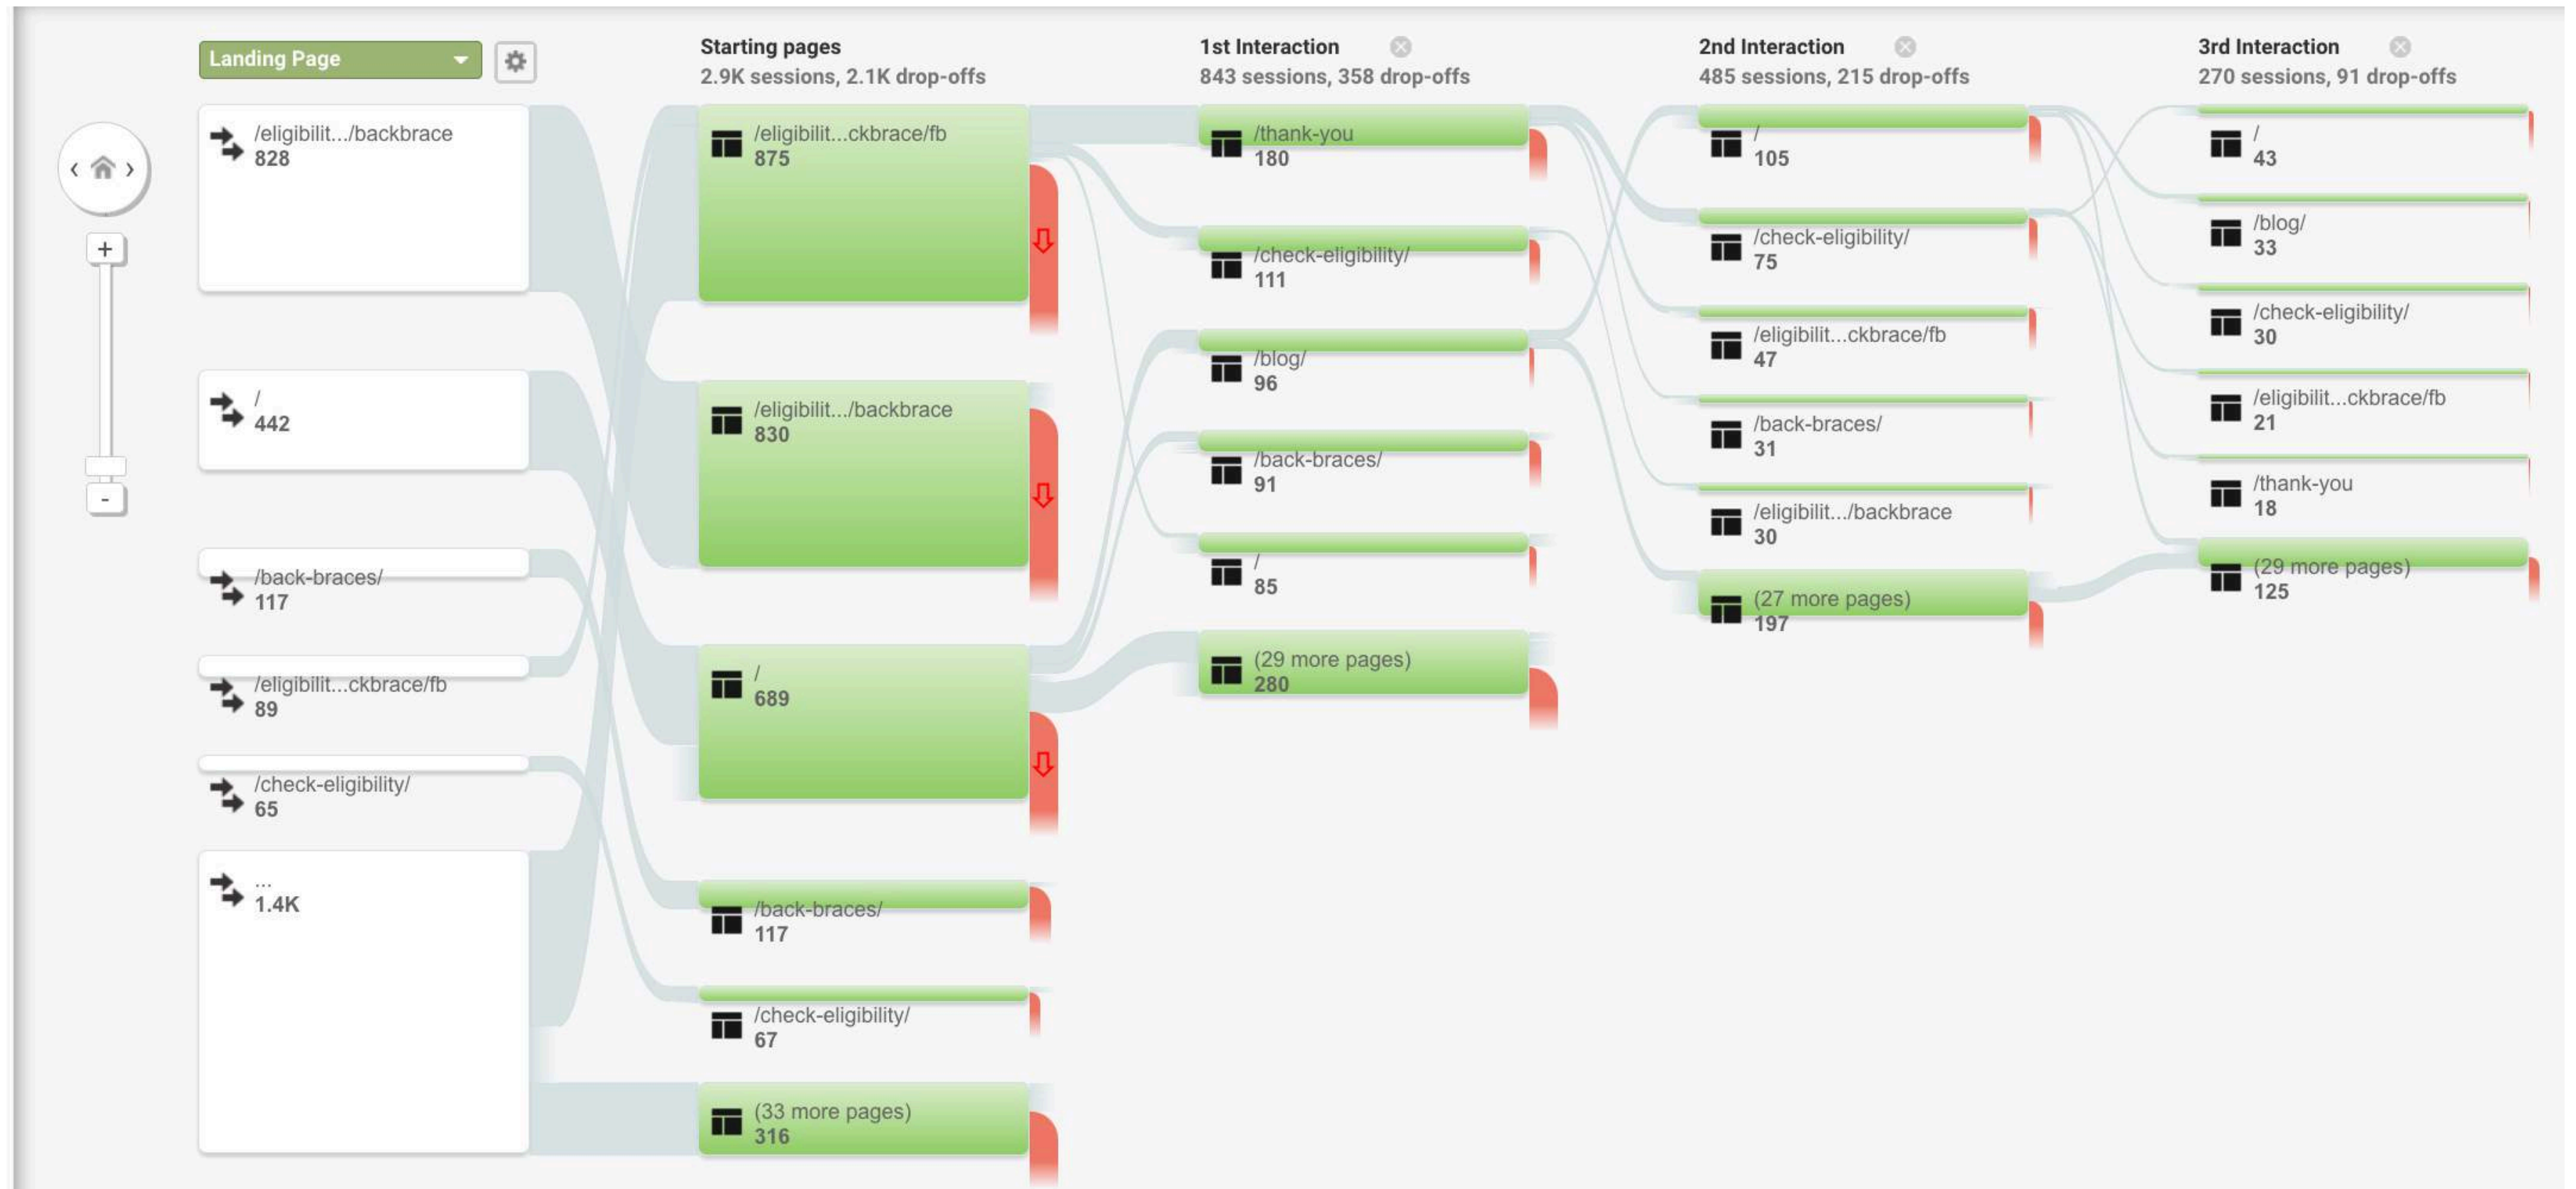 Landing Page
/eligibilit.../backbrace
828
/
442
/back-braces/
117
/eligibilit...ckbrace/fb
89
/check-eligibility/
65
...
1.4K
+
-
Starting pages
2.9K sessions, 2.1K drop-offs
/eligibilit...ckbrace/fb
875
/eligibilit.../backbrace
830
/
689
/back-braces/
117
/check-eligibility/
67
(33 more pages)
316
1st Interaction
843 sessions, 358 drop-offs
/thank-you
180
/check-eligibility/
111
/blog/
96
/back-braces/
91
/
85
(29 more pages)
280
2nd Interaction
485 sessions, 215 drop-offs
/
105
/check-eligibility/
75
/eligibilit...ckbrace/fb
47
/back-braces/
31
/eligibilit.../backbrace
30
(27 more pages)
197
3rd Interaction
270 sessions, 91 drop-offs
/
43
/blog/
33
/check-eligibility/
30
/eligibilit...ckbrace/fb
21
/thank-you
18
(29 more pages)
125